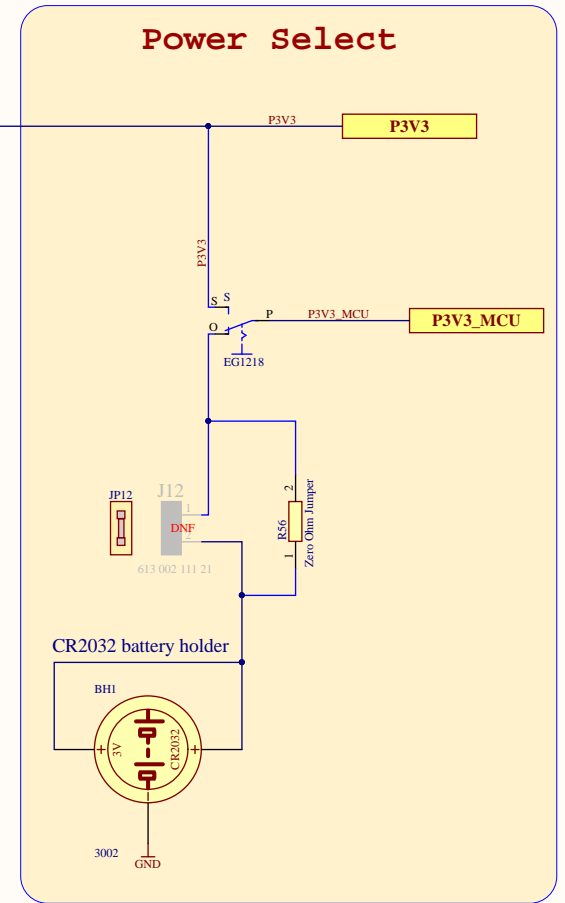 Power Select
P3V3
P3V3
P3V3
S
S
P
P3V3_MCU
P3V3_MCU
O
EG1218
JP12
J12
1
2
DNF
2
613 002 111 21
R56
Zero Ohm Jumper
1
CR2032 battery holder
BH1
+
3V
CR2032
+
3002
GND